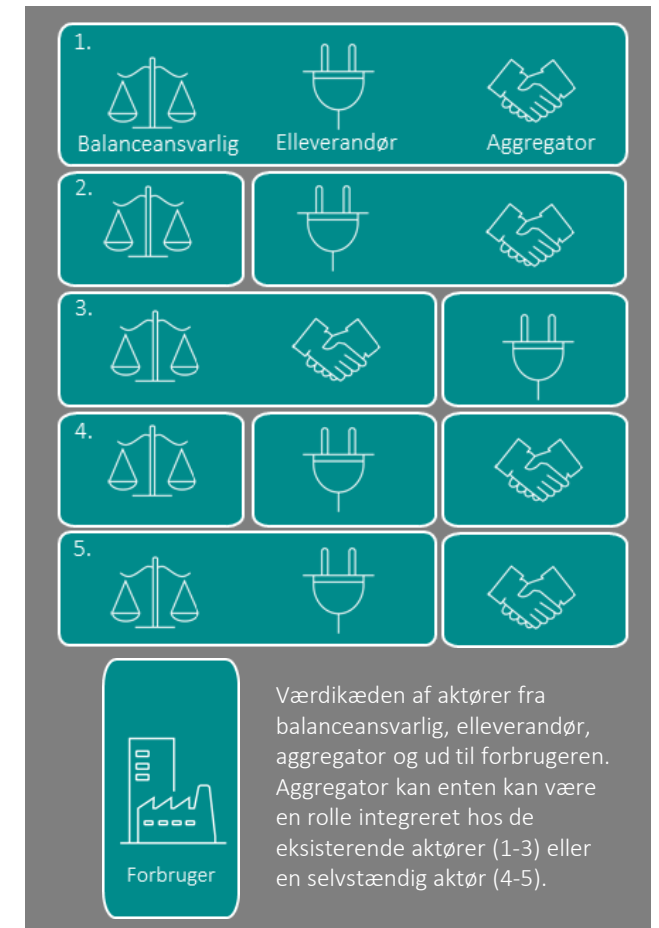 1.
Balanceansvarlig
Elleverandør
Aggregator
2.
3.
4.
5.
Forbruger
Værdikæden af aktører fra
balanceansvarlig, elleverandør,
aggregator og ud til forbrugeren.
Aggregator kan enten kan være
en rolle integreret hos de
eksisterende aktører (1-3) eller
en selvstændig aktør (4-5).